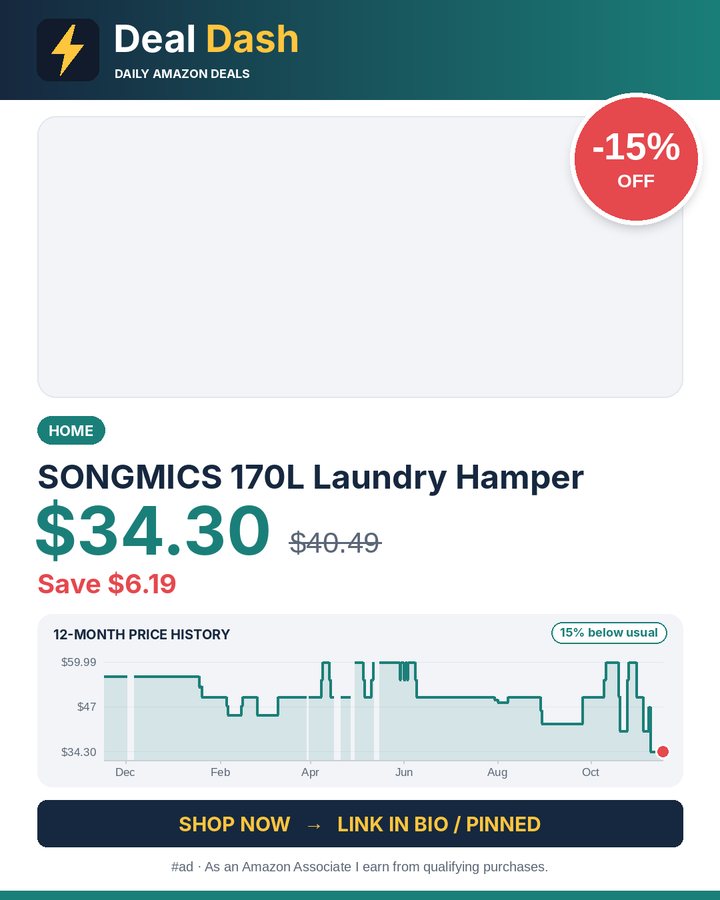 Deal Dash
DAILY AMAZON DEALS
-15%
OFF
HOME
SONGMICS 170L Laundry Hamper
$34.30 $40.49
Save $6.19
12-MONTH PRICE HISTORY
15% below usual
$59.99
$47
$34.30
Dec Feb Apr Jun Aug Oct
SHOP NOW → LINK IN BIO / PINNED
#ad · As an Amazon Associate I earn from qualifying purchases.